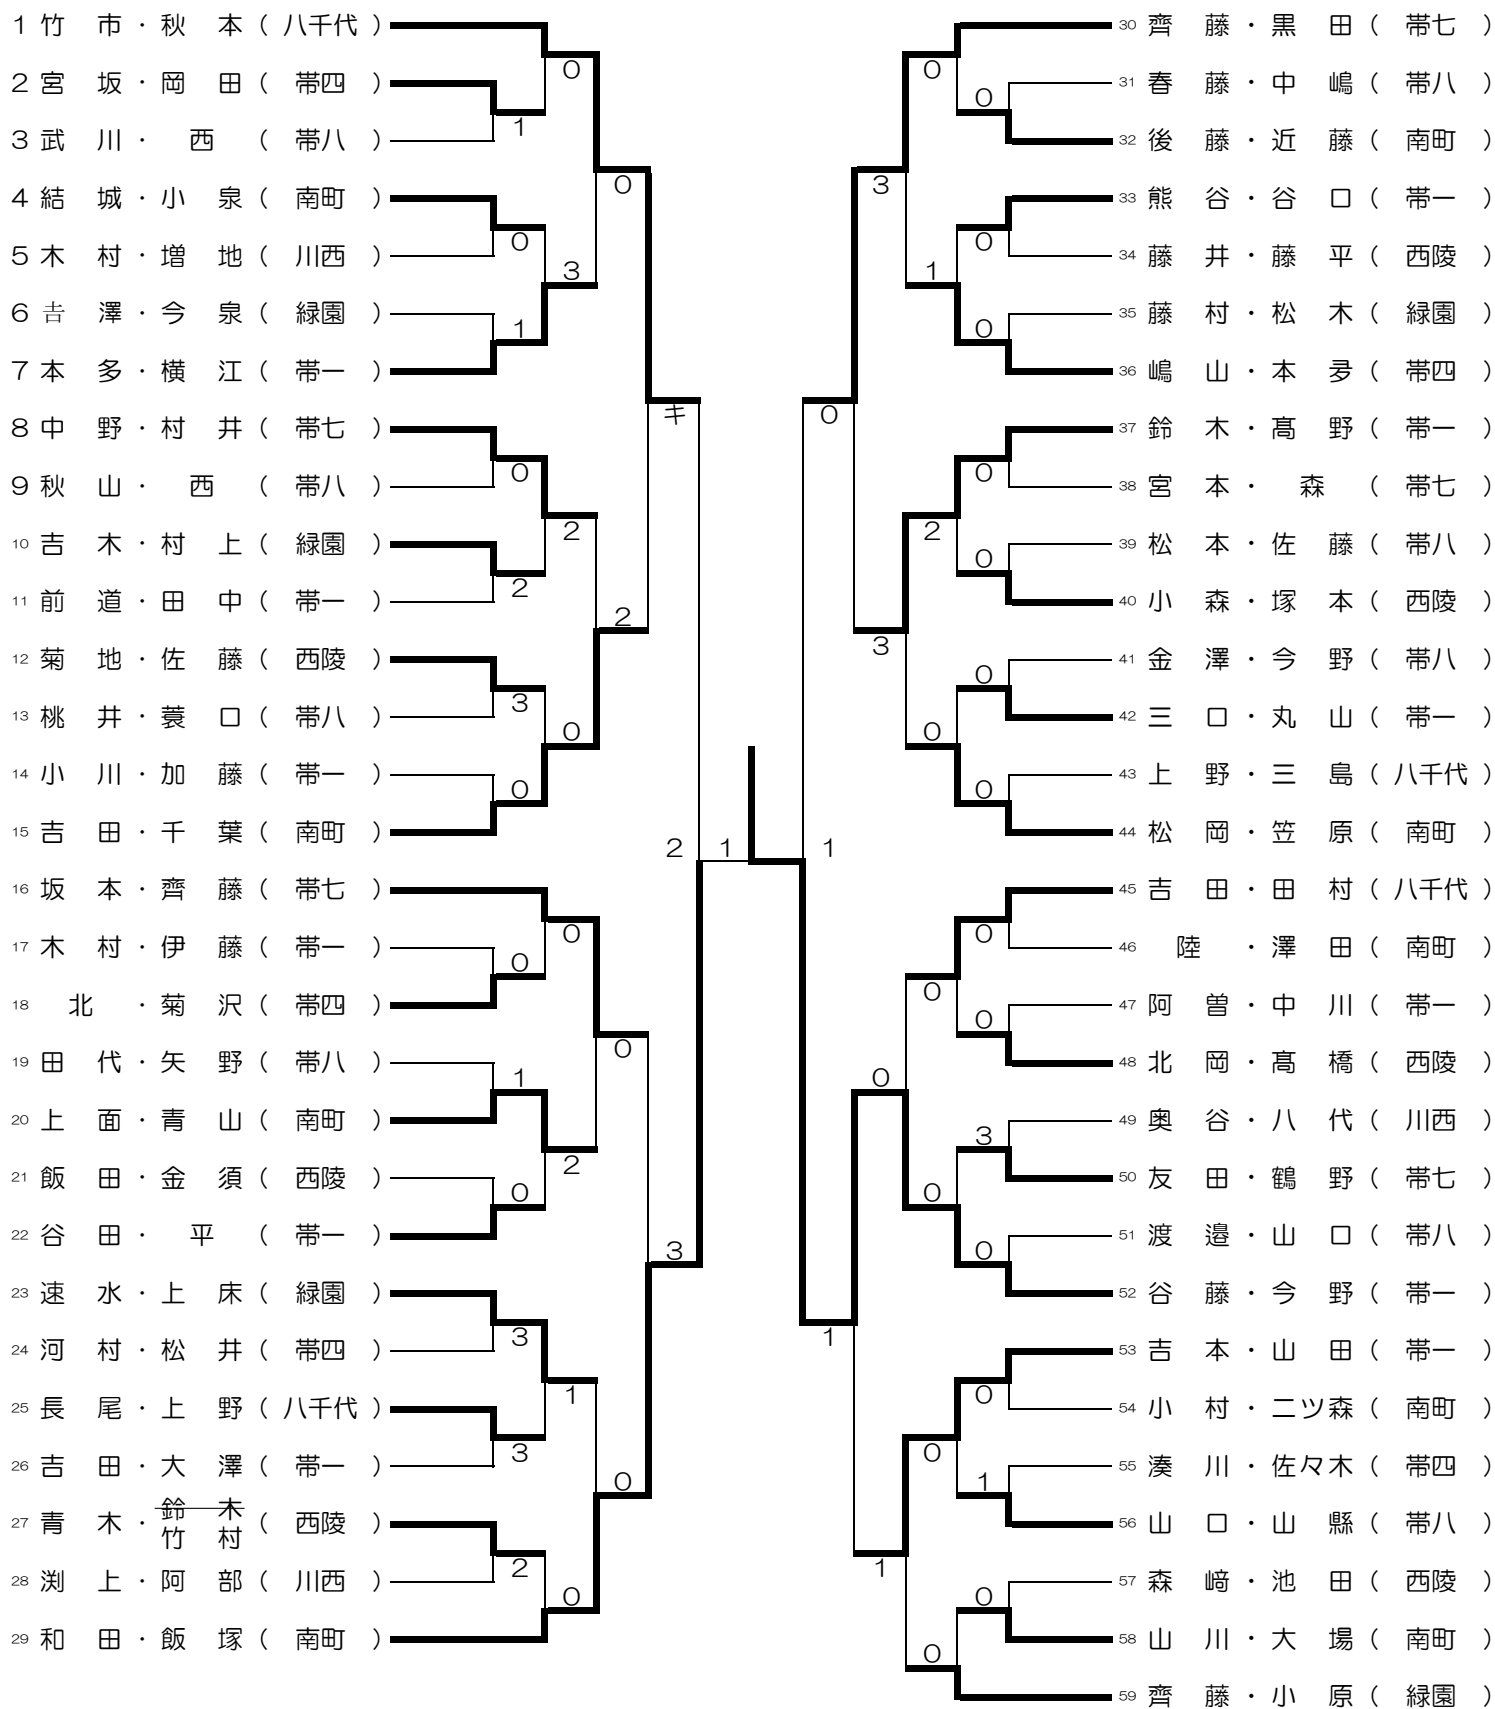 1 竹 市・秋 本 ( 八千代 )
2 宮 坂・岡 田 ( 帯四 )
3 武 川・ 西 ( 帯八 )
4 結 城・小 泉 ( 南町 )
5 木 村・増 地 ( 川西 )
6 𠮷 澤・今 泉 ( 緑園 )
7 本 多・横 江 ( 帯一 )
8 中 野・村 井 ( 帯七 )
9 秋 山・ 西 ( 帯八 )
10 吉 木・村 上 ( 緑園 )
11 前 道・田 中 ( 帯一 )
12 菊 地・佐 藤 ( 西陵 )
13 桃 井・蓑 口 ( 帯八 )
14 小 川・加 藤 ( 帯一 )
15 吉 田・千 葉 ( 南町 )
16 坂 本・齊 藤 ( 帯七 )
17 木 村・伊 藤 ( 帯一 )
18 北 ・菊 沢 ( 帯四 )
19 田 代・矢 野 ( 帯八 )
20 上 面・青 山 ( 南町 )
21 飯 田・金 須 ( 西陵 )
22 谷 田・ 平 ( 帯一 )
23 速 水・上 床 ( 緑園 )
24 河 村・松 井 ( 帯四 )
25 長 尾・上 野 ( 八千代 )
26 吉 田・大 澤 ( 帯一 )
鈴 木
27 青 木・竹 村 ( 西陵 )
28 渕 上・阿 部 ( 川西 )
29 和 田・飯 塚 ( 南町 )
1
0
1
0
2
3
0
0
1
0
3
3
2
0
3
2
0
0
2
1
0
0
2
0
0
キ
3
2
1
30 齊 藤・黒 田 ( 帯七 )
31 春 藤・中 嶋 ( 帯八 )
32 後 藤・近 藤 ( 南町 )
33 熊 谷・谷 口 ( 帯一 )
34 藤 井・藤 平 ( 西陵 )
35 藤 村・松 木 ( 緑園 )
36 嶋 山・本 多 ( 帯四 )
37 鈴 木・髙 野 ( 帯一 )
38 宮 本・ 森 ( 帯七 )
39 松 本・佐 藤 ( 帯八 )
40 小 森・塚 本 ( 西陵 )
41 金 澤・今 野 ( 帯八 )
42 三 口・丸 山 ( 帯一 )
43 上 野・三 島 ( 八千代 )
44 松 岡・笠 原 ( 南町 )
45 吉 田・田 村 ( 八千代 )
46 陸 ・澤 田 ( 南町 )
47 阿 曽・中 川 ( 帯一 )
48 北 岡・髙 橋 ( 西陵 )
49 奥 谷・八 代 ( 川西 )
50 友 田・鶴 野 ( 帯七 )
51 渡 邉・山 口 ( 帯八 )
52 谷 藤・今 野 ( 帯一 )
53 吉 本・山 田 ( 帯一 )
54 小 村・二ツ森 ( 南町 )
55 湊 川・佐々木 ( 帯四 )
56 山 口・山 縣 ( 帯八 )
57 森 﨑・池 田 ( 西陵 )
58 山 川・大 場 ( 南町 )
59 齊 藤・小 原 ( 緑園 )
0
0
0
0
0
0
0
0
0
3
0
0
1
0
0
1
2
0
0
0
0
0
3
3
0
1
0
1
1